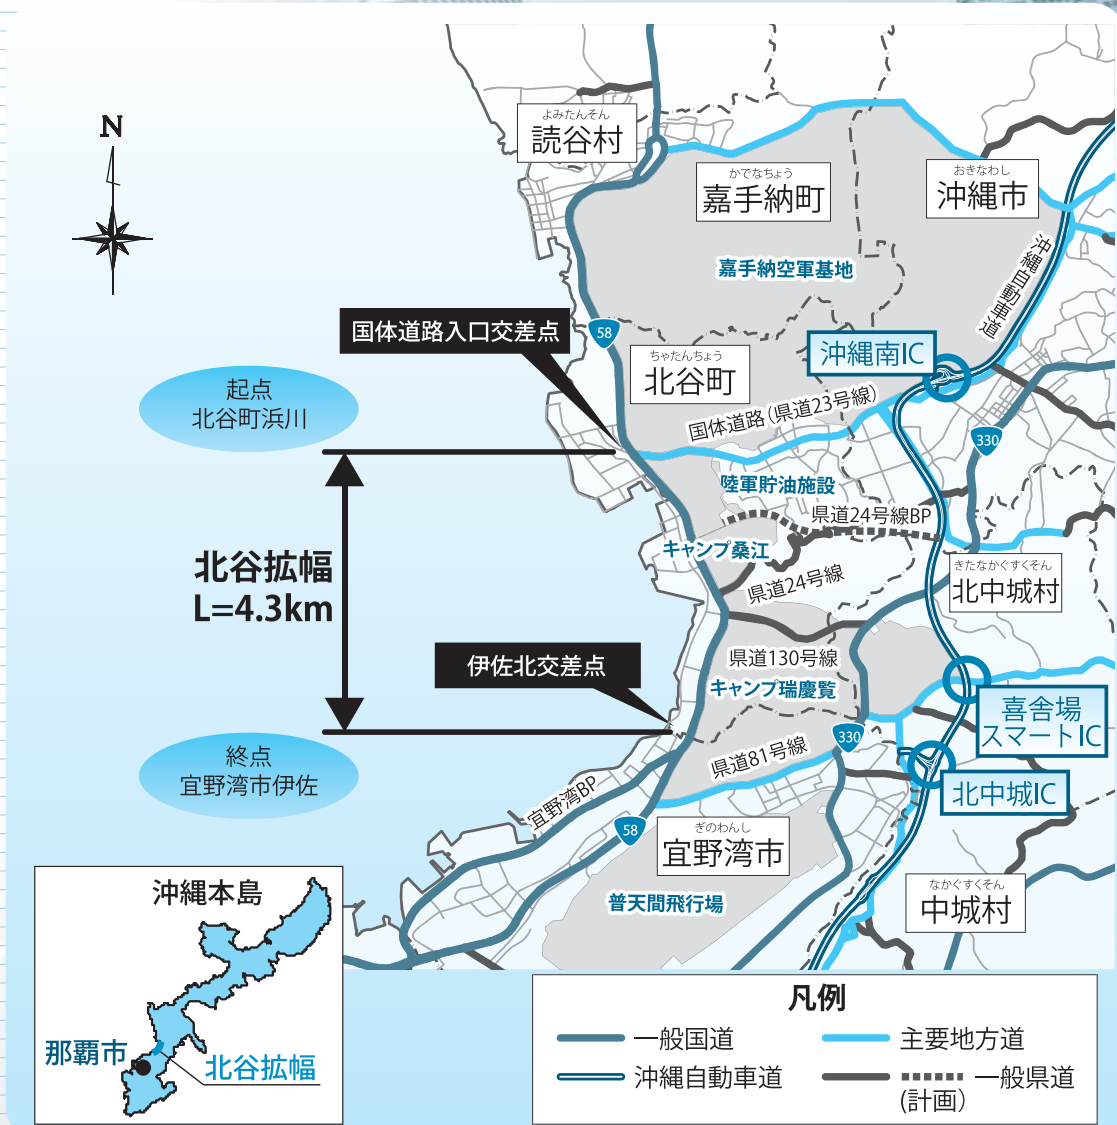 N
よみたんそん
読谷村
かでなちょう
嘉手納町
おきなわし
沖縄市
沖縄自動車道
嘉手納空軍基地
58
国体道路入口交差点
沖縄南IC
ちゃたんちょう
北谷町
起点
北谷町浜川
国体道路(県道23号線)
330
陸軍貯油施設
県道24号線BP
キャンプ桑江
北谷拡幅
L=4.3km
県道24号線
きたなかぐすくそん
北中城村
伊佐北交差点
県道130号線
キャンプ瑞慶覧
喜舎場
スマートIC
330
終点
宜野湾市伊佐
県道81号線
北中城IC
宜野湾BP
58
ぎのわんし
宜野湾市
なかぐすくそん
中城村
普天間飛行場
沖縄本島
那覇市
北谷拡幅
凡例
一般国道
主要地方道
沖縄自動車道
一般県道
(計画)